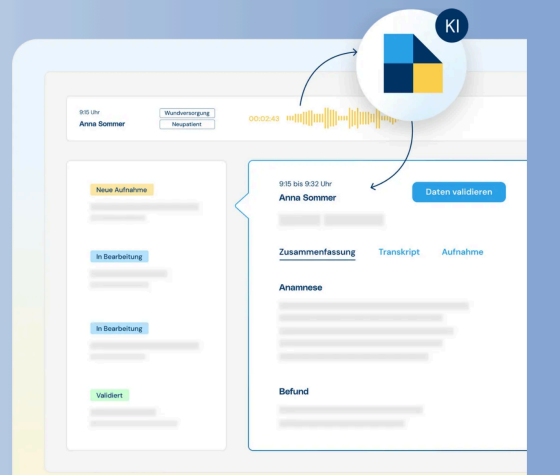 KI
9:15 Uhr
Anna Sommer
Wundversorgung
Neupatient
00:02:43
Neue Aufnahme
In Bearbeitung
In Bearbeitung
Validiert
9:15 bis 9:32 Uhr
Anna Sommer
Daten validieren
Zusammenfassung Transkript Aufnahme
Anamnese
Befund